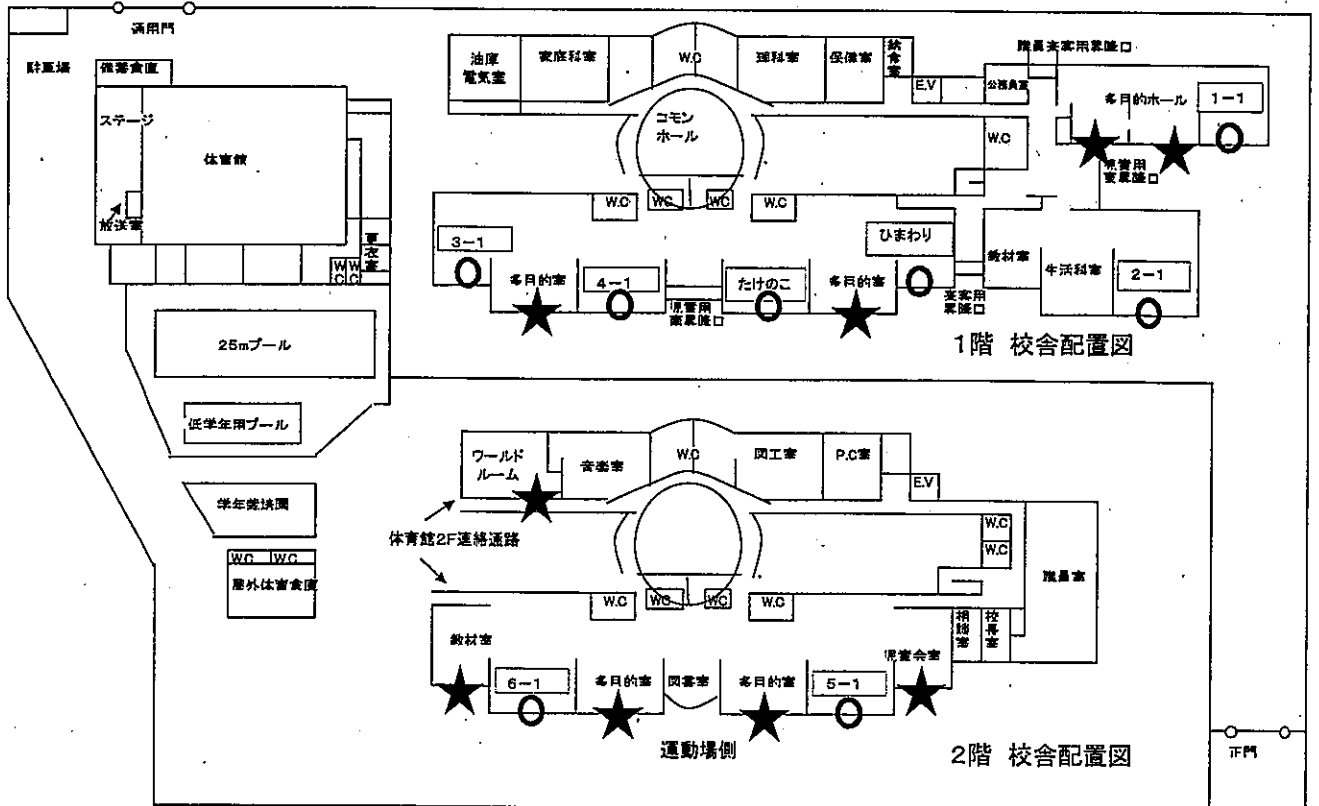 通用門
駐車場
備蓄倉庫
ステージ
体育館
放送室
更衣室
WC
WC
25mプール
低学年用プール
学年栽培園
W.C
W.C
屋外体育倉庫
油庫
電気室
家庭科室
W.C
理科室
保健室
給食室
E.V
公務員室
職員来客用昇降口
多目的ホール
1-1
コモン
ホール
W.C
児童用
昇降口
W.C
WC
WC
W.C
3-1
多目的室
4-1
児童用
昇降口
たけのこ
多目的室
ひまわり
来客用
昇降口
教材室
生活科室
2-1
1階 校舎配置図
ワールド
ルーム
音楽室
W.C
図工室
P.C室
E.V
体育館2F連絡通路
W.C
W.C
職員室
W.C
WC
WC
W.C
相談室
校長室
教材室
6-1
多目的室
図書室
多目的室
5-1
児童会室
運動場側
2階 校舎配置図
正門